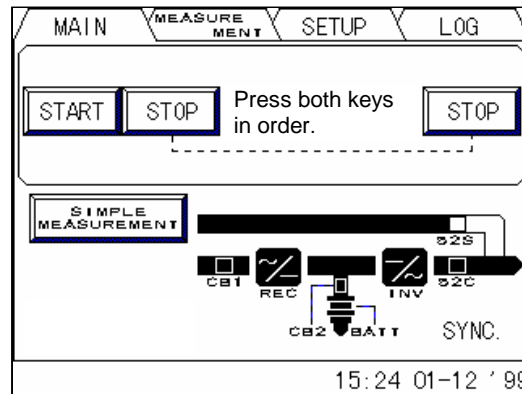 MAIN
MEASURE
MENT
SETUP
LOG
START
STOP
Press both keys
in order.
STOP
SIMPLE
MEASUREMENT
52S
CB1
REC
INV
52C
CB2
BATT
SYNC.
15:24 01-12 '99